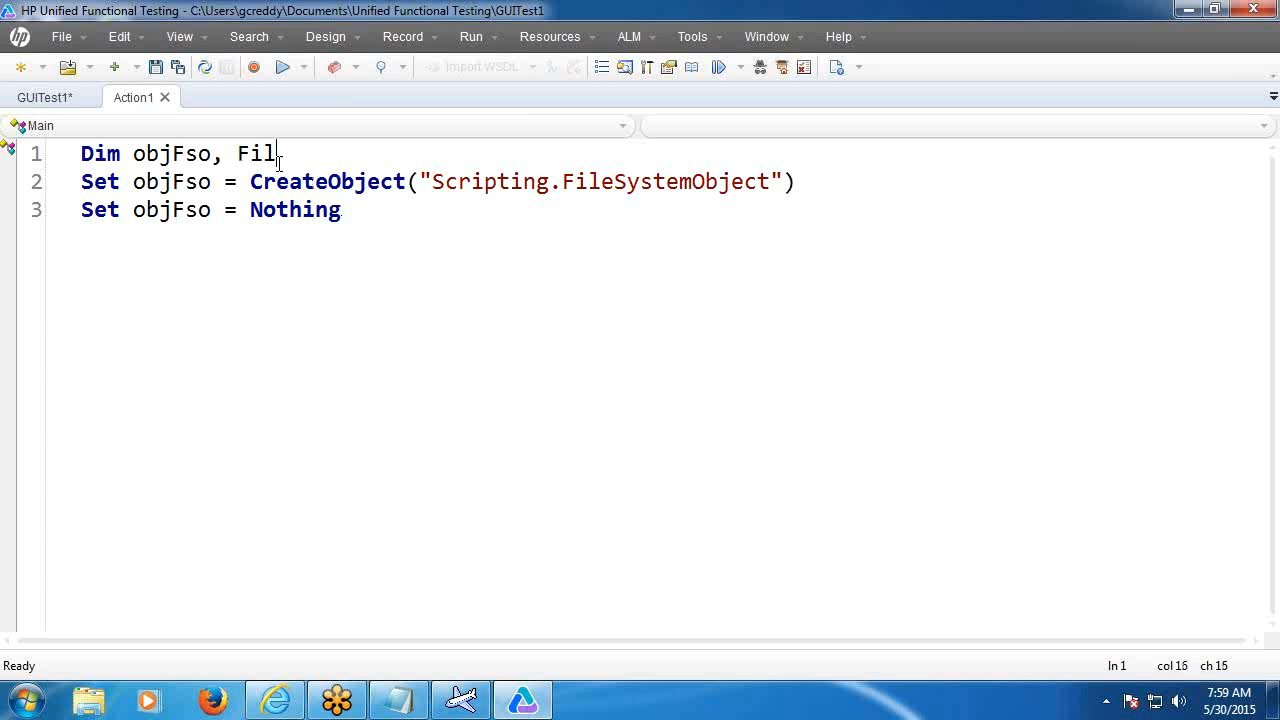 HP Unified Functional Testing - C:\Users\gcreddy\Documents\Unified Functional Testing\GUITest1
hp File Edit View Search Design Record Run Resources ALM Tools Window Help
Import WSDL
GUITest1* Action1
Main
1 Dim objFso, Fil
2 Set objFso = CreateObject("Scripting.FileSystemObject")
3 Set objFso = Nothing
Ready ln 1 col 15 ch 15
7:59 AM
5/30/2015